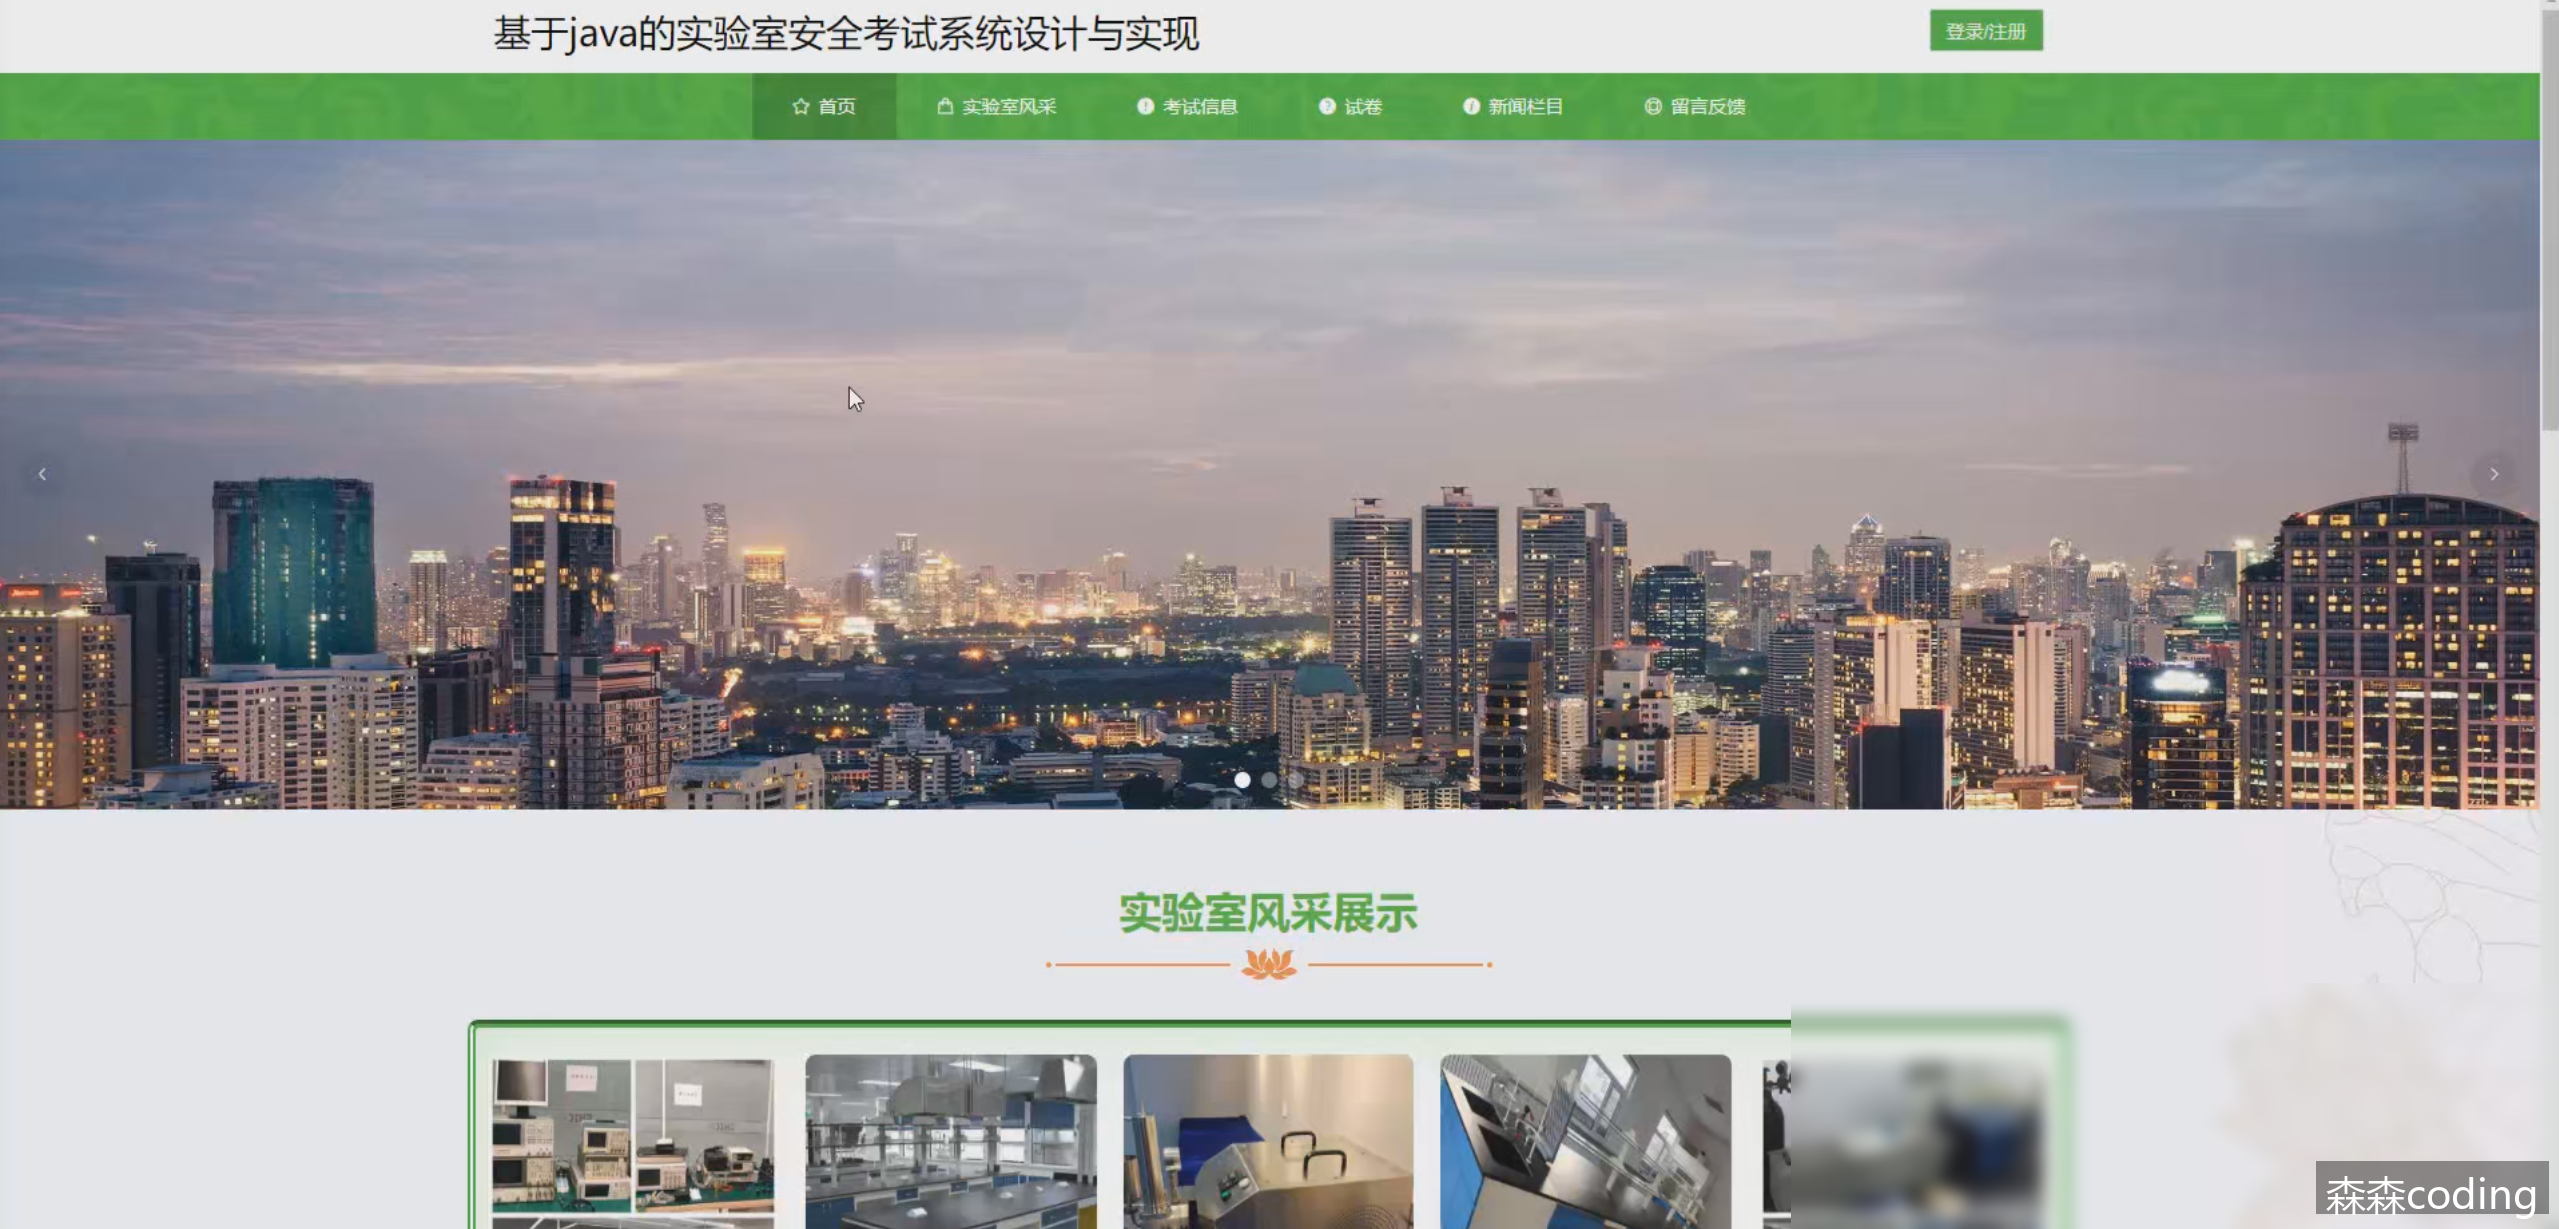 基于java的实验室安全考试系统设计与实现
登录/注册
首页
实验室风采
考试信息
试卷
新闻栏目
留言反馈
实验室风采展示
森森coding